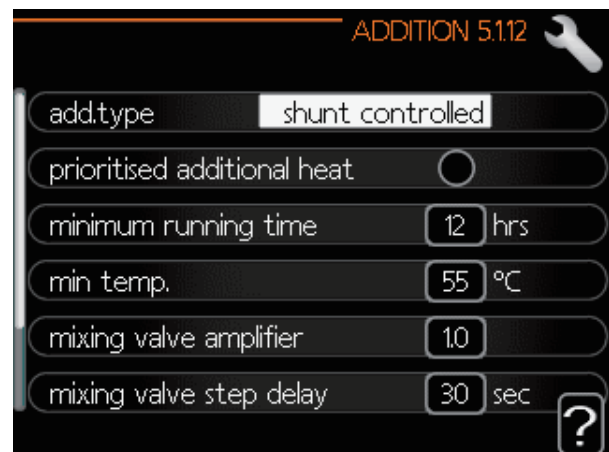 ADDITION 5.1.12
add.type shunt controlled
prioritised additional heat
minimum running time 12 hrs
min temp. 55 °C
mixing valve amplifier 1.0
mixing valve step delay 30 sec
?